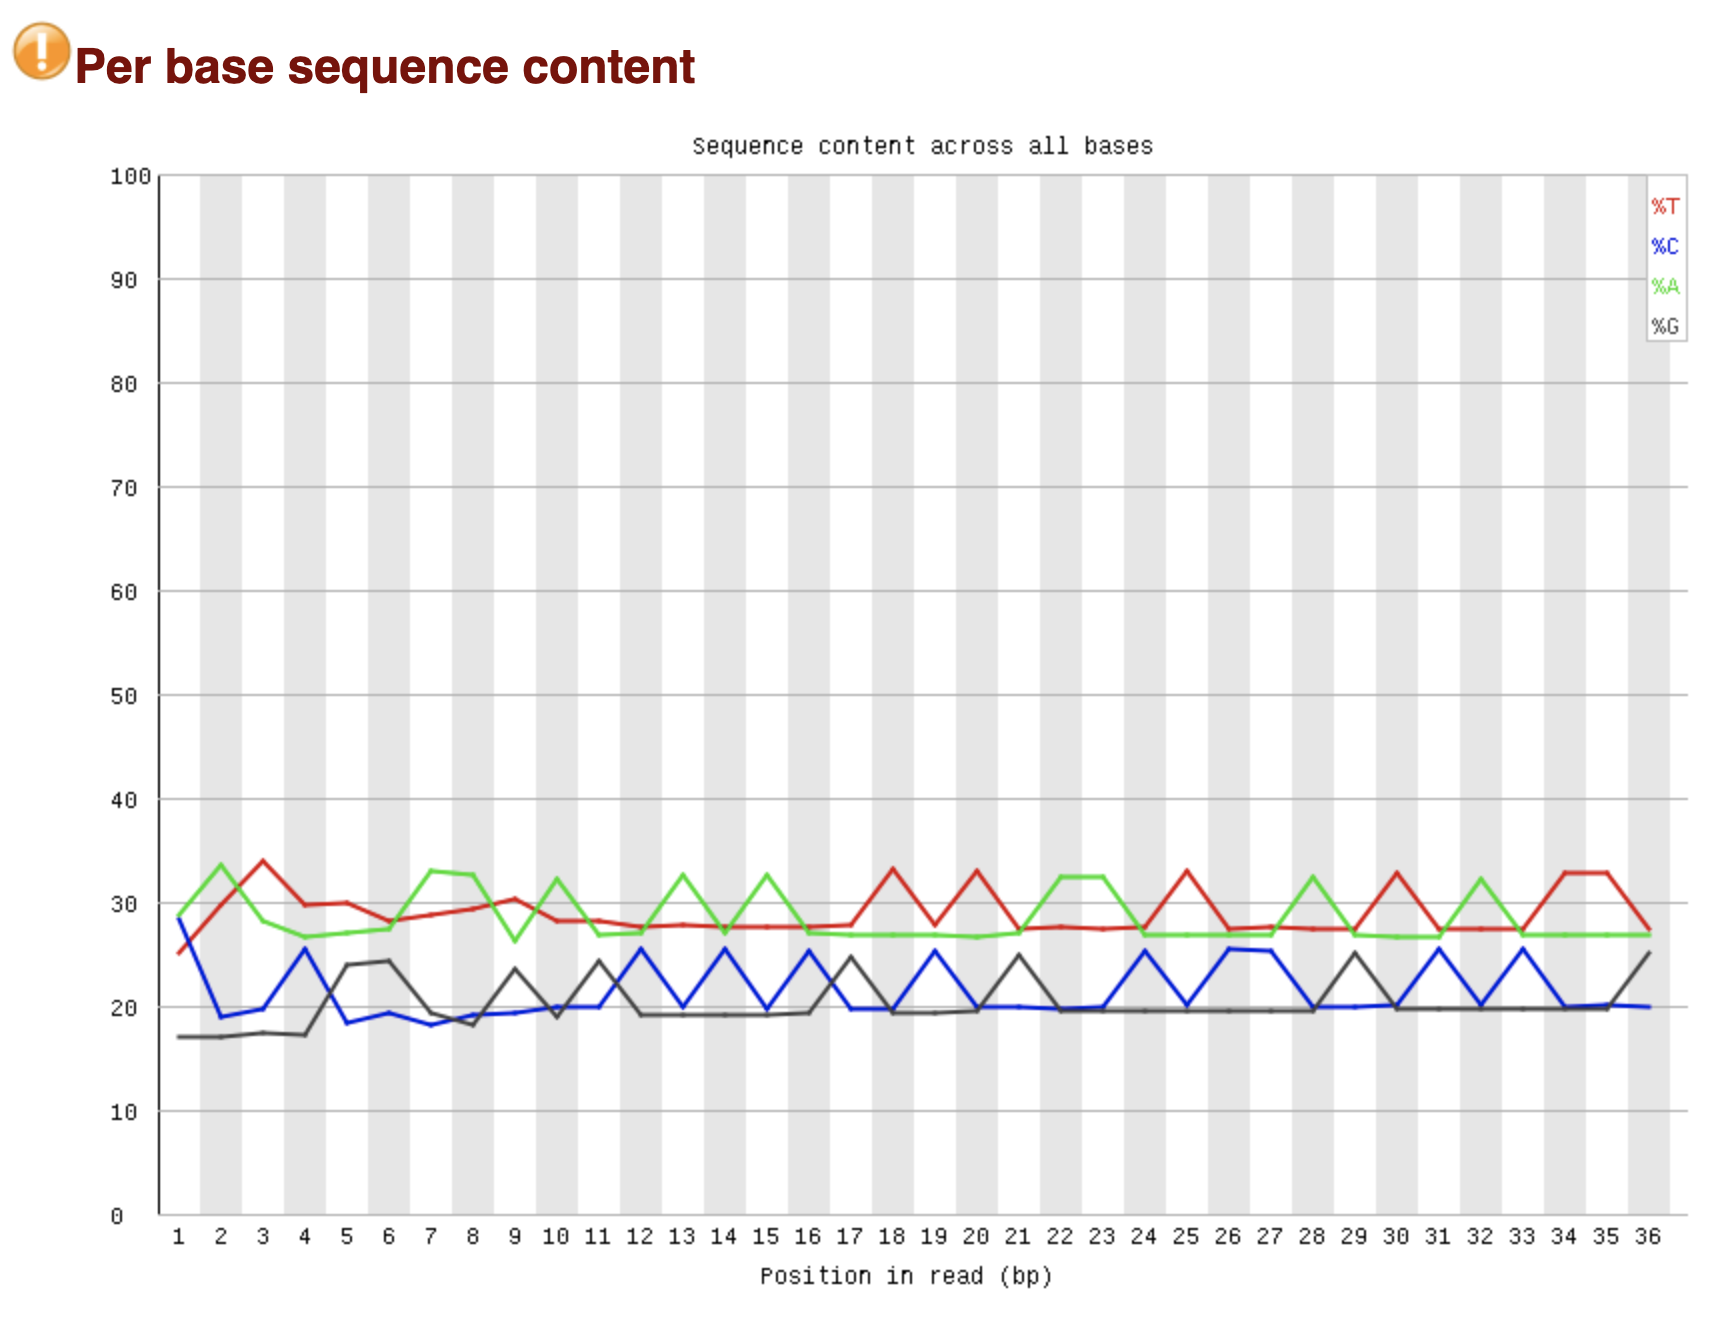 Per base sequence content
Sequence content across all bases
100
%T
%C
90
%A
%G
80
70
60
50
40
30
20
10
0
1 2 3 4 5 6 7 8 9 10 11 12 13 14 15 16 17 18 19 20 21 22 23 24 25 26 27 28 29 30 31 32 33 34 35 36
Position in read (bp)